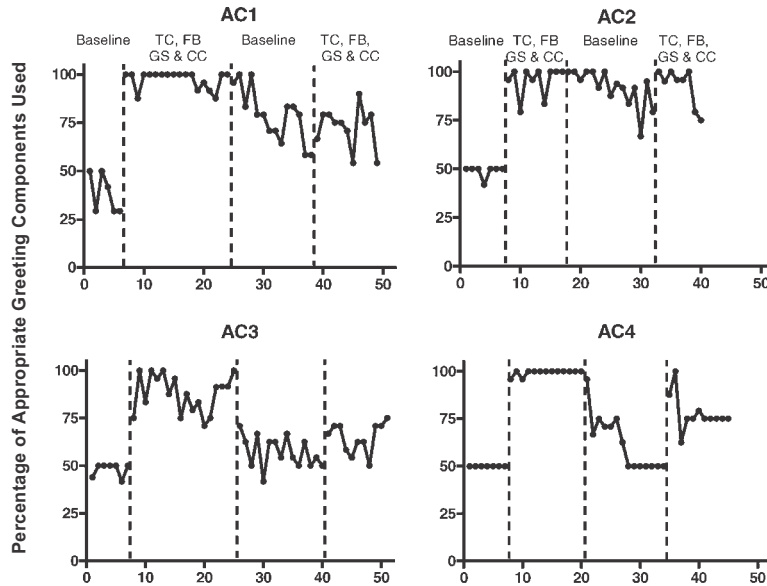 Percentage of Appropriate Greeting Components Used
AC1
Baseline TC, FB Baseline TC, FB,
GS & CC GS & CC
100
75
50
25
0
0 10 20 30 40 50
AC2
Baseline TC, FB Baseline TC, FB,
GS & CC GS & CC
100
75
50
25
0
0 10 20 30 40 50
AC3
100
75
50
25
0
0 10 20 30 40 50
AC4
100
75
50
25
0
0 10 20 30 40 50